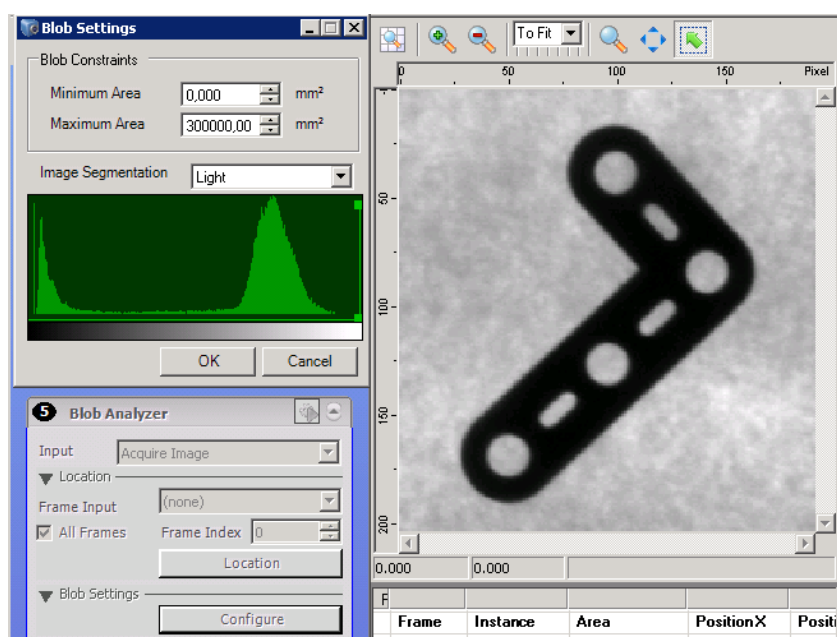 Blob Settings
Blob Constraints
Minimum Area 0,000 mm²
Maximum Area 300000,00 mm²
Image Segmentation Light
OK Cancel
5 Blob Analyzer
Input Acquire Image
Location
Frame Input (none)
All Frames Frame Index 0
Location
Blob Settings
Configure
To Fit
0 50 100 150 Pixel
50
100
150
200
0.000 0.000
Frame Instance Area PositionX